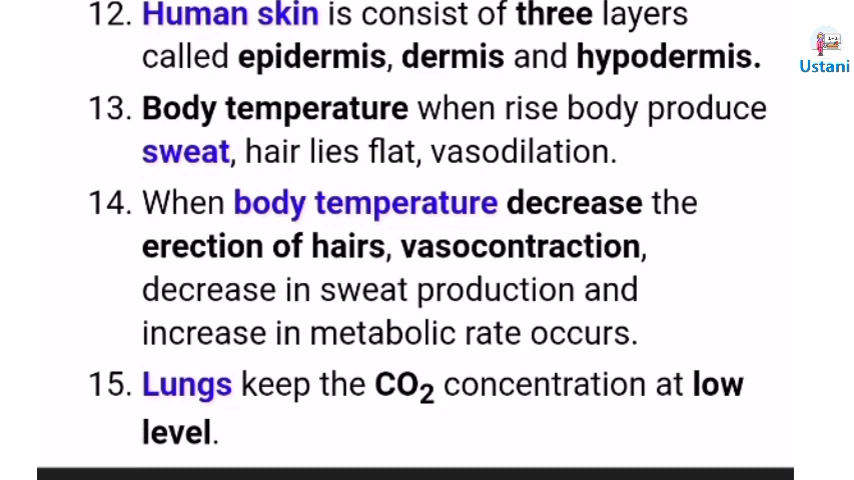 12. Human skin is consist of three layers
called epidermis, dermis and hypodermis.
Ustani
13. Body temperature when rise body produce
sweat, hair lies flat, vasodilation.
14. When body temperature decrease the
erection of hairs, vasocontraction,
decrease in sweat production and
increase in metabolic rate occurs.
15. Lungs keep the CO2 concentration at low
level.